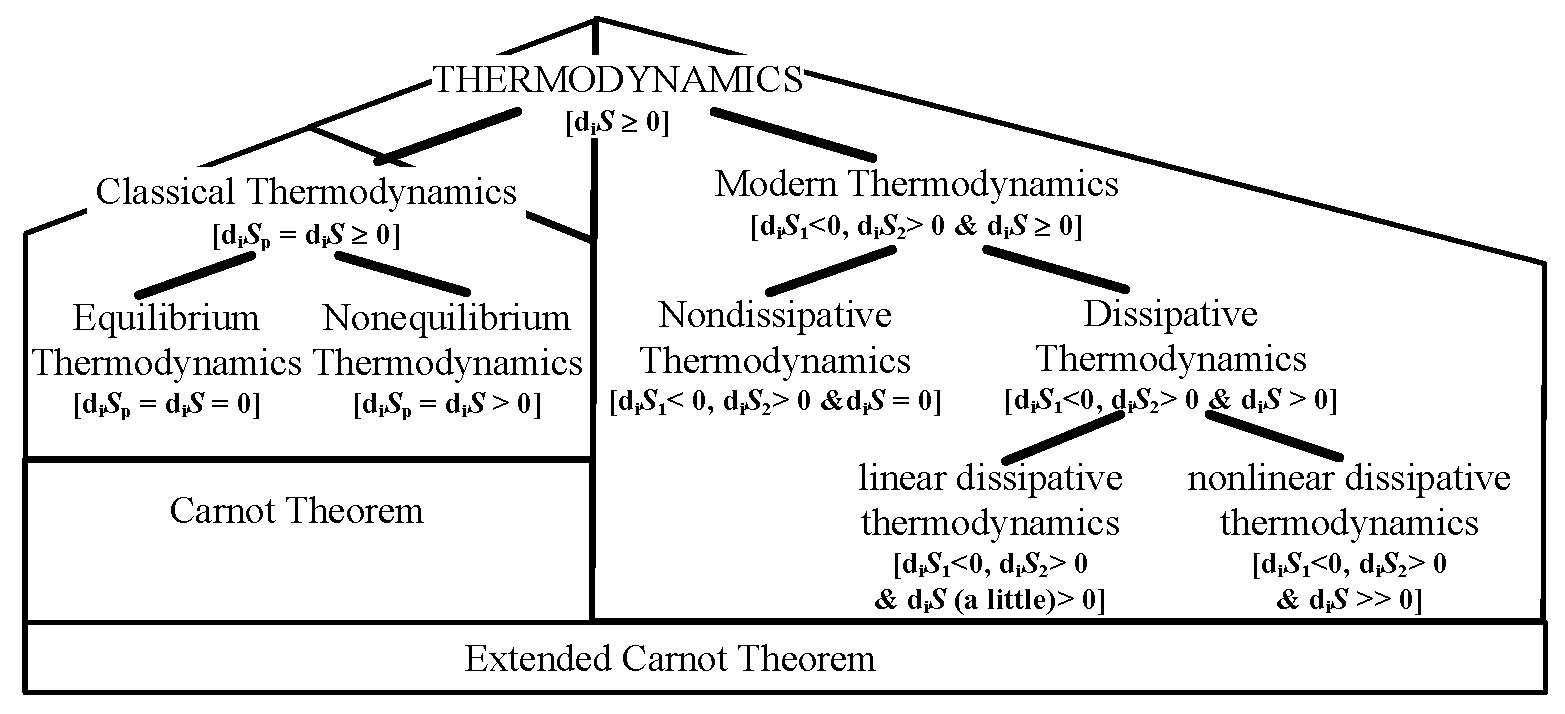 THERMODYNAMICS
[dᵢS ≥ 0]
Classical Thermodynamics
[dᵢSₚ = dᵢS ≥ 0]
Modern Thermodynamics
[dᵢS₁<0, dᵢS₂> 0 & dᵢS ≥ 0]
Equilibrium
Thermodynamics
[dᵢSₚ = dᵢS = 0]
Nonequilibrium
Thermodynamics
[dᵢSₚ = dᵢS > 0]
Nondissipative
Thermodynamics
[dᵢS₁< 0, dᵢS₂> 0 &dᵢS = 0]
Dissipative
Thermodynamics
[dᵢS₁<0, dᵢS₂> 0 & dᵢS > 0]
linear dissipative
thermodynamics
[dᵢS₁<0, dᵢS₂> 0
& dᵢS (a little)> 0]
nonlinear dissipative
thermodynamics
[dᵢS₁<0, dᵢS₂> 0
& dᵢS >> 0]
Carnot Theorem
Extended Carnot Theorem